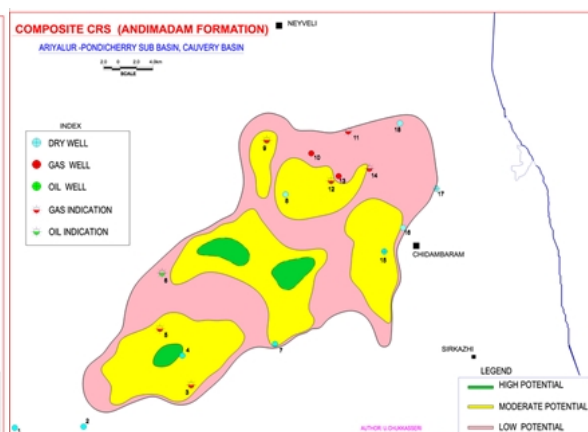 COMPOSITE CRS (ANDIMADAM FORMATION)
ARIYALUR -PONDICHERRY SUB BASIN, CAUVERY BASIN
SCALE
NEYVELI
INDEX
DRY WELL
GAS WELL
OIL WELL
GAS INDICATION
OIL INDICATION
9
10
11
18
12
13
14
8
17
16
15
CHIDAMBARAM
6
5
4
7
3
2
1
SIRKAZHI
LEGEND
HIGH POTENTIAL
MODERATE POTENTIAL
LOW POTENTIAL